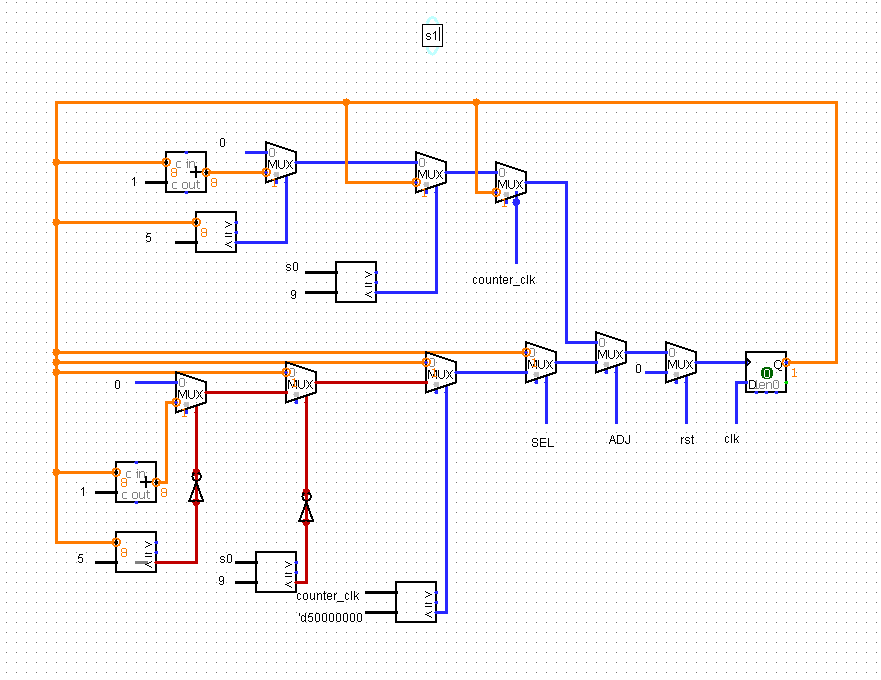 s1
0
0
MUX
c in
8
+
c out
8
1
1
0
MUX
1
0
MUX
1
5
8
>
=
<
s0
9
>
=
<
counter_clk
0
MUX
0
MUX
1
0
MUX
0
MUX
0
MUX
0
MUX
0
MUX
1
0
0
D
Q
en
0
1
SEL
ADJ
rst
clk
c in
8
+
c out
8
1
5
8
>
=
<
s0
9
>
=
<
counter_clk
'd50000000
>
=
<